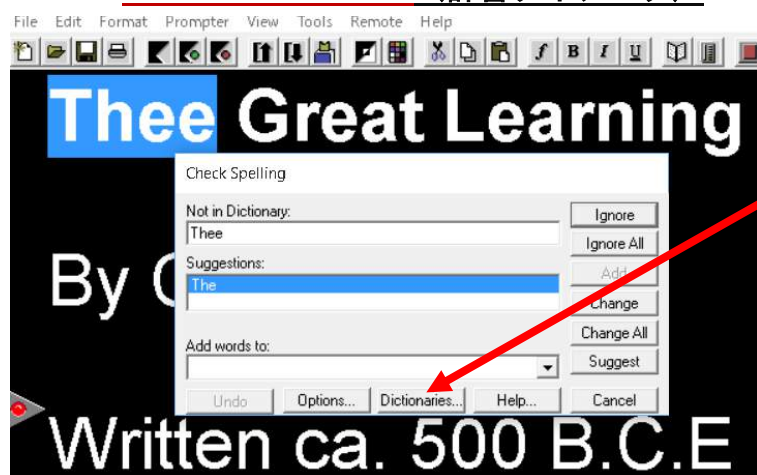 File Edit Format Prompter View Tools Remote Help
f B I U
Thee Great Learning
Check Spelling
Not in Dictionary:
Thee
Ignore
Ignore All
Suggestions:
The
Add
Change
Change All
Add words to:
Suggest
Undo Options... Dictionaries... Help... Cancel
By
Written ca. 500 B.C.E